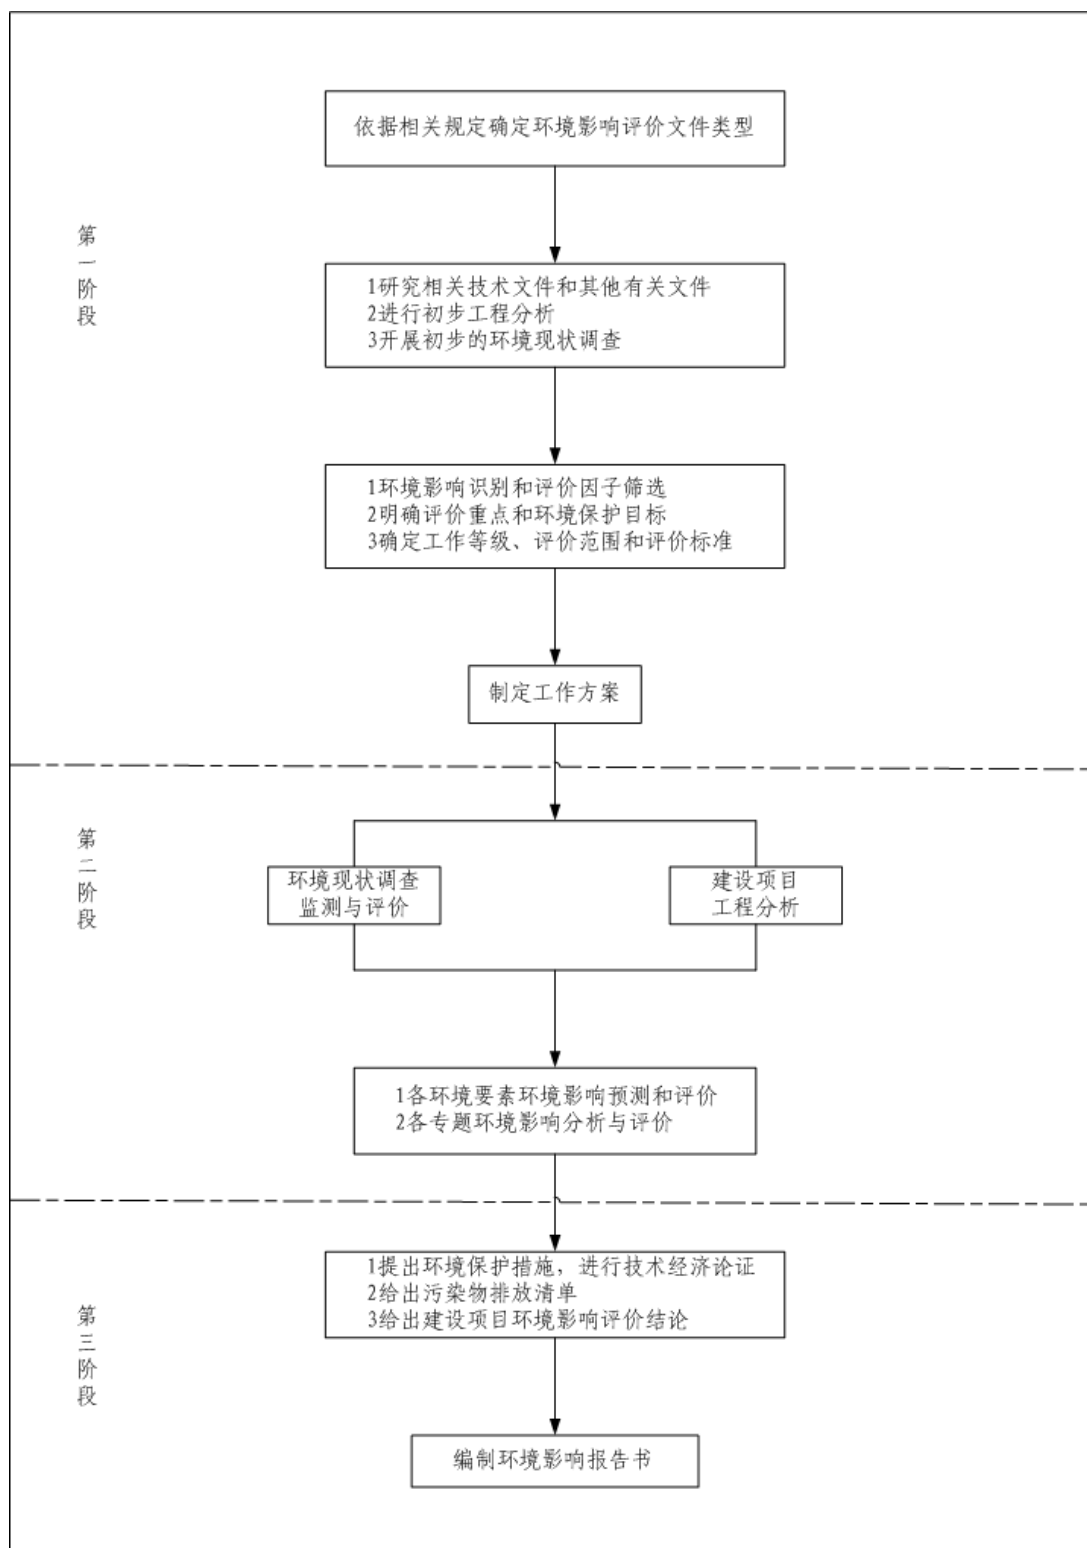 依据相关规定确定环境影响评价文件类型
第一阶段
1研究相关技术文件和其他有关文件
2进行初步工程分析
3开展初步的环境现状调查
1环境影响识别和评价因子筛选
2明确评价重点和环境保护目标
3确定工作等级、评价范围和评价标准
制定工作方案
第二阶段
环境现状调查
监测与评价
建设项目
工程分析
1各环境要素环境影响预测和评价
2各专题环境影响分析与评价
第三阶段
1提出环境保护措施，进行技术经济论证
2给出污染物排放清单
3给出建设项目环境影响评价结论
编制环境影响报告书